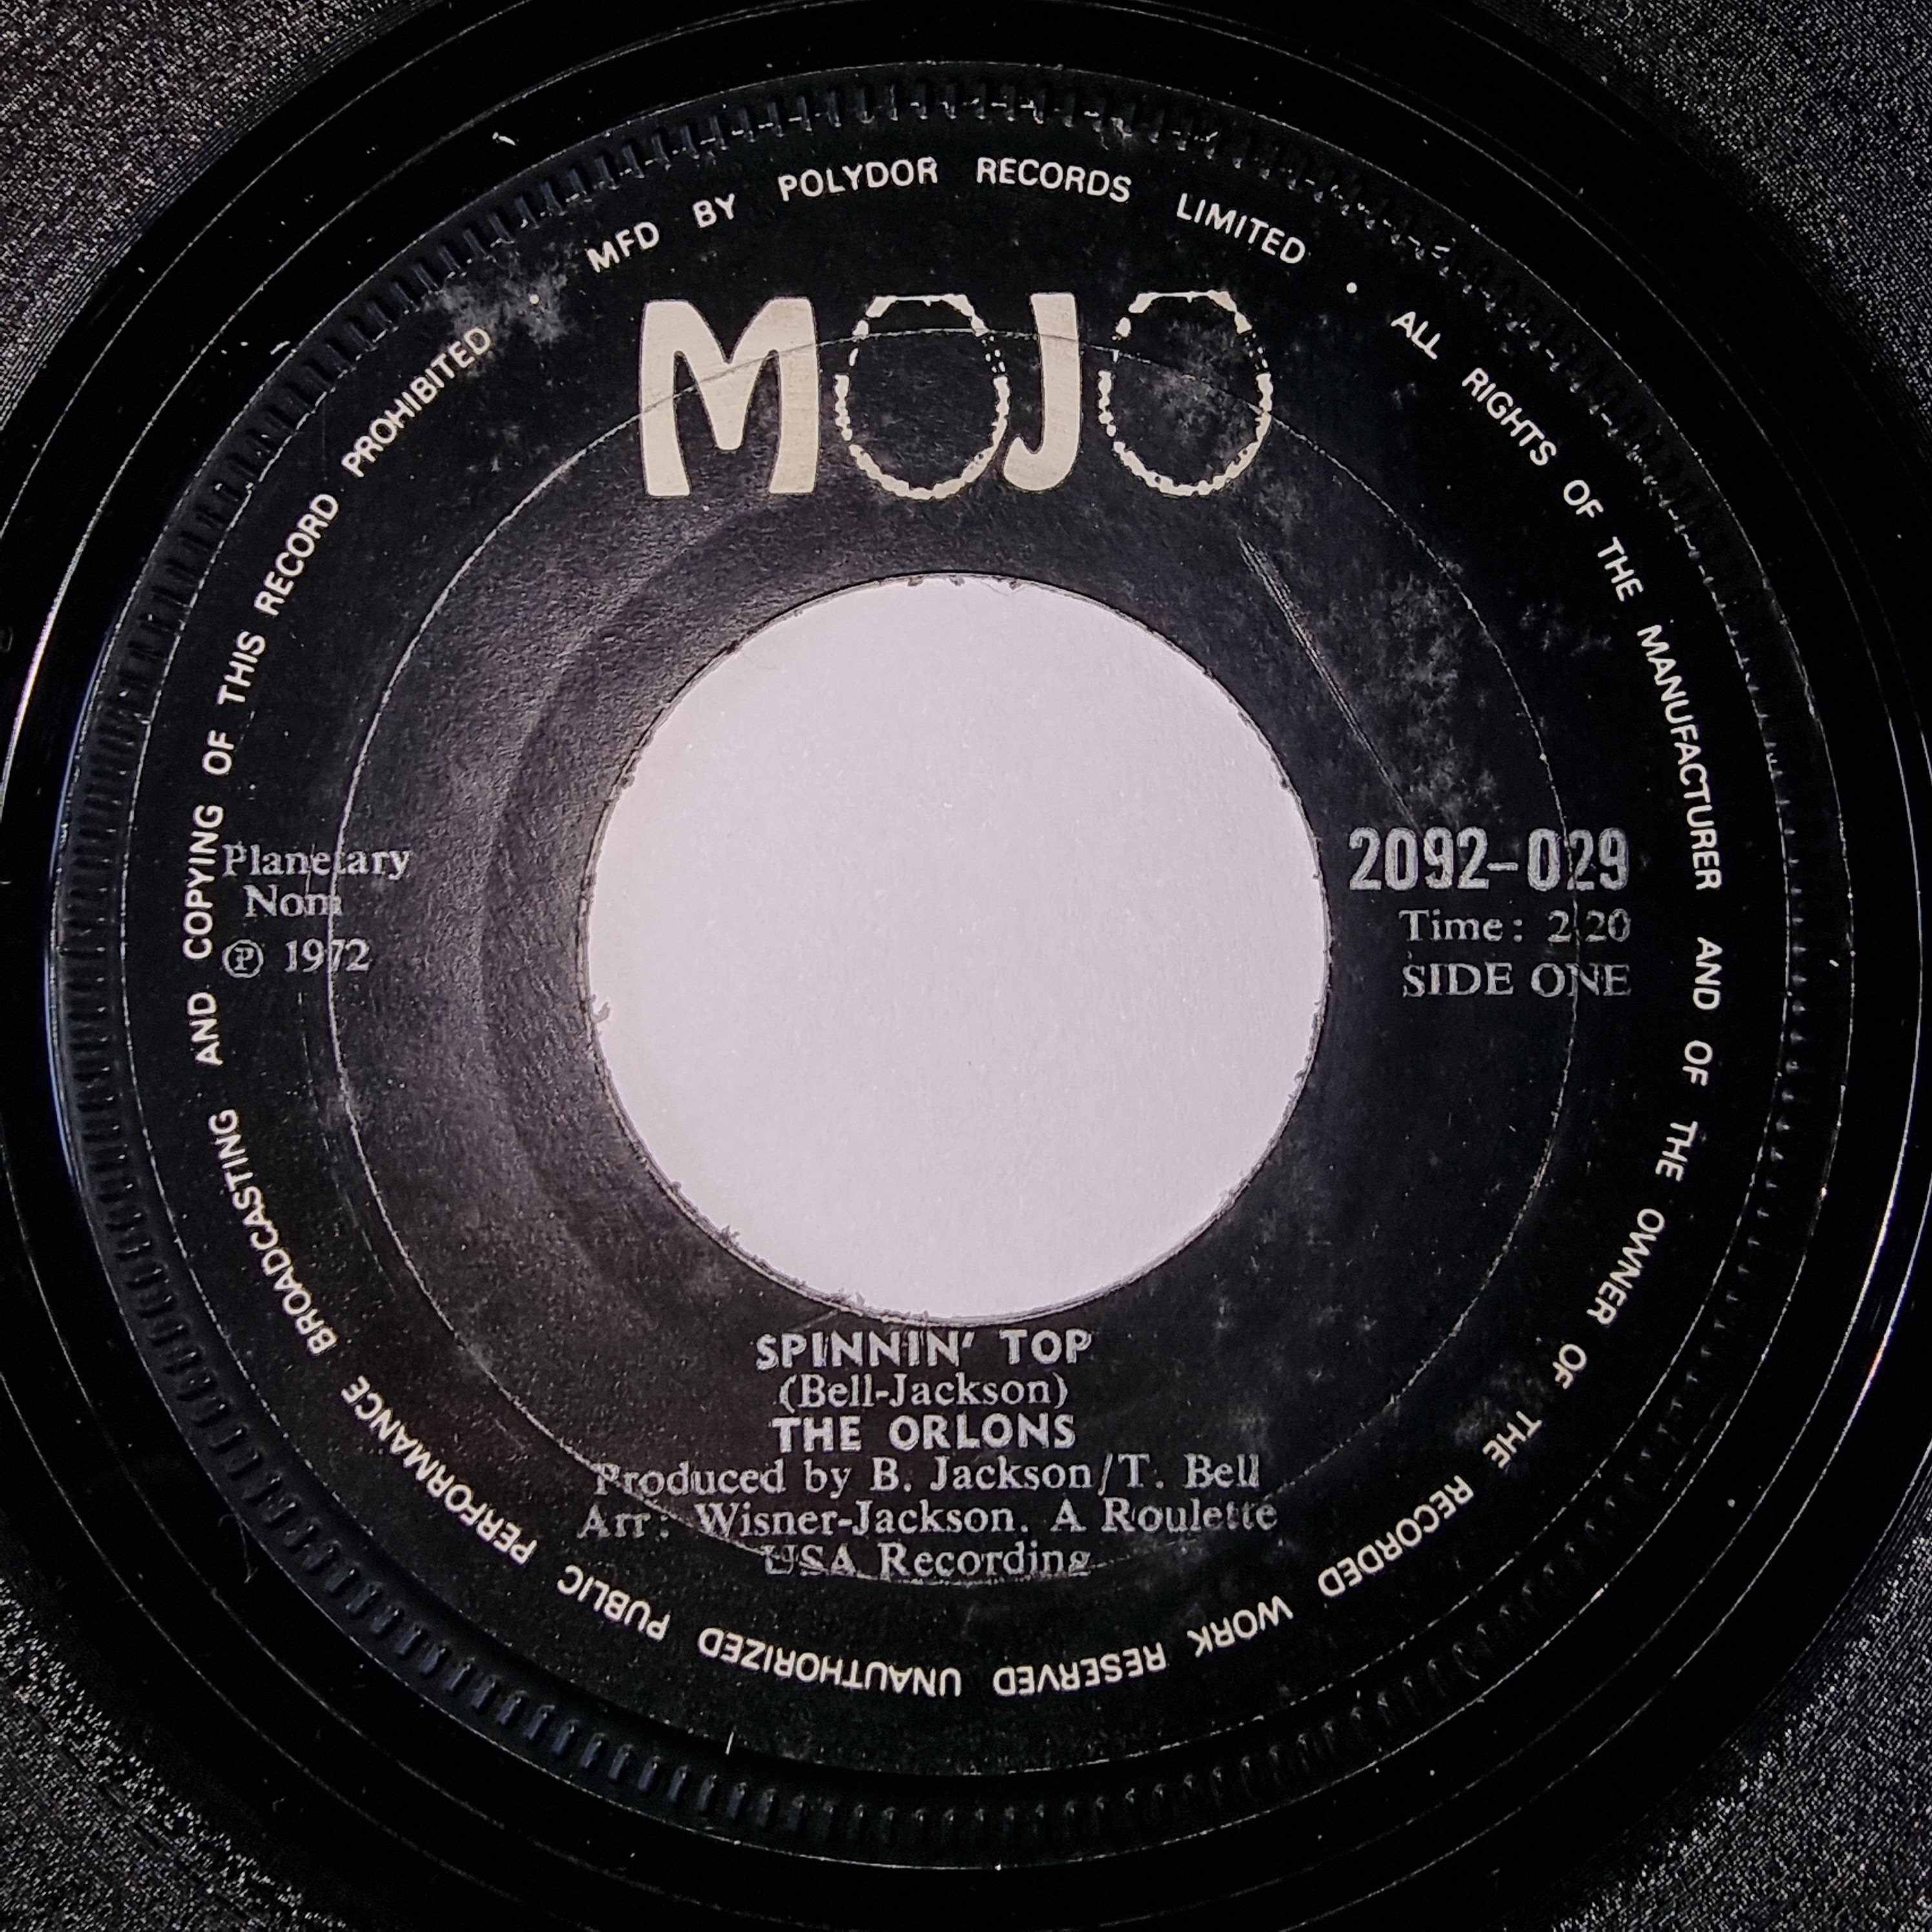 MFD BY POLYDOR RECORDS LIMITED • ALL RIGHTS OF THE MANUFACTURER AND OF THE OWNER OF THE RECORDED WORK RESERVED UNAUTHORIZED PUBLIC PERFORMANCE BROADCASTING AND COPYING OF THIS RECORD PROHIBITED •
MOJO
Planetary
Nom
℗ 1972
2092-029
Time: 2.20
SIDE ONE
SPINNIN' TOP
(Bell-Jackson)
THE ORLONS
Produced by B. Jackson/T. Bell
Arr: Wisner-Jackson. A Roulette
USA Recording